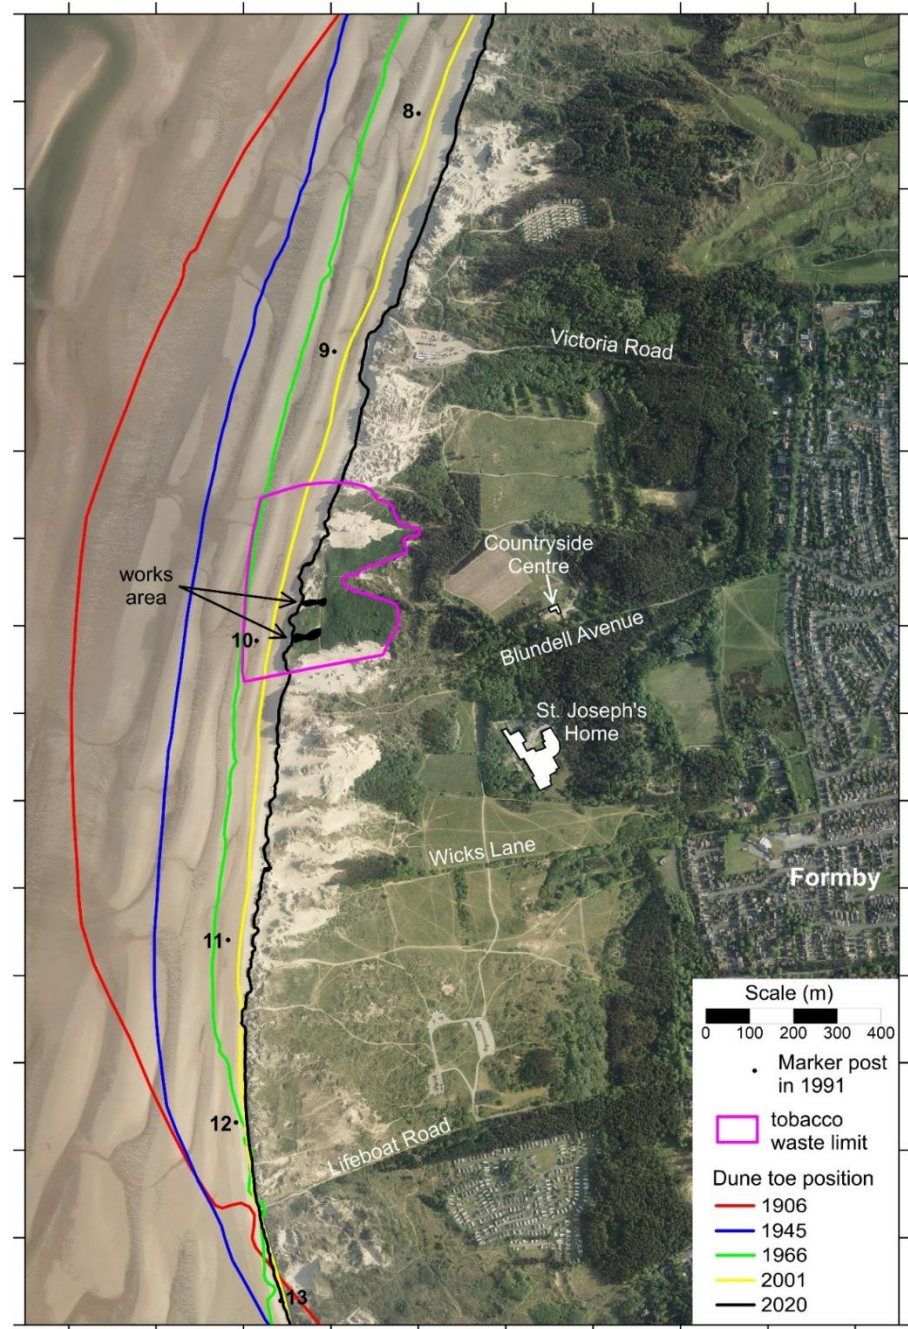 8
9
Victoria Road
Countryside
Centre
works
area
10
Blundell Avenue
St. Joseph's
Home
Wicks Lane
Formby
11
12
Lifeboat Road
13
Scale (m)
0 100 200 300 400
Marker post
in 1991
tobacco
waste limit
Dune toe position
1906
1945
1966
2001
2020